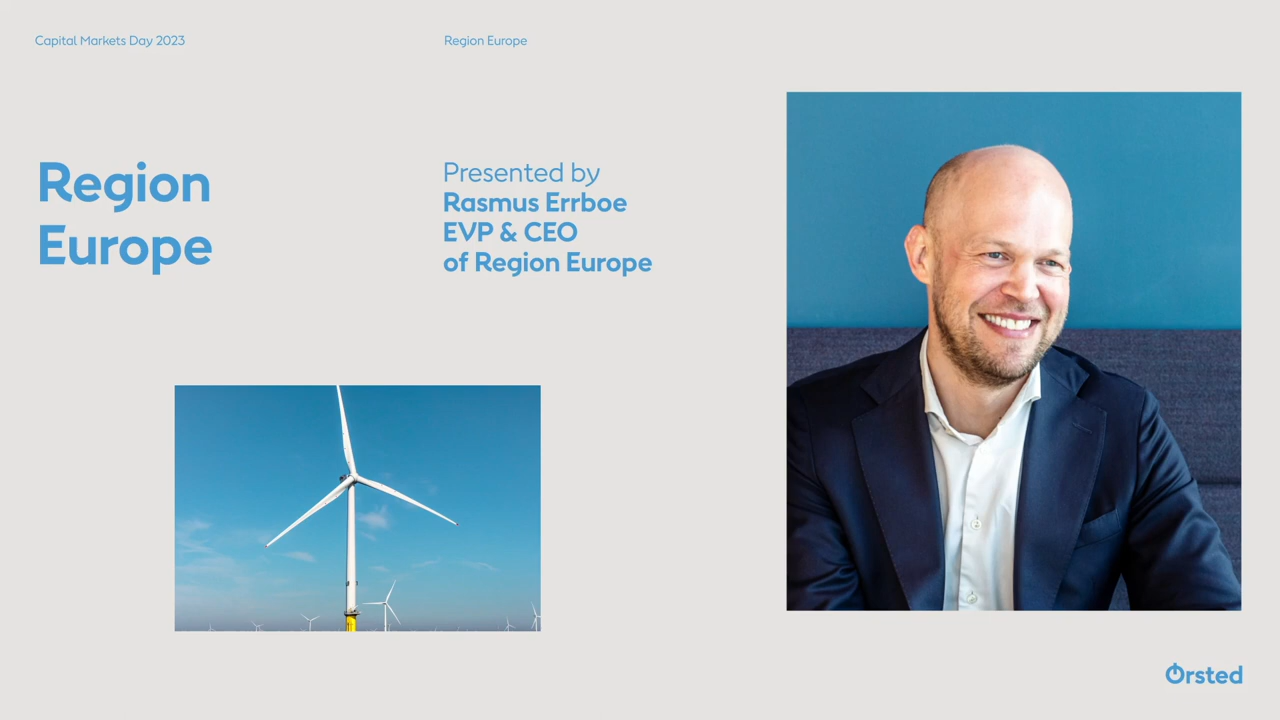 Capital Markets Day 2023
Region Europe
Region
Europe
Presented by
Rasmus Errboe
EVP & CEO
of Region Europe
Ørsted